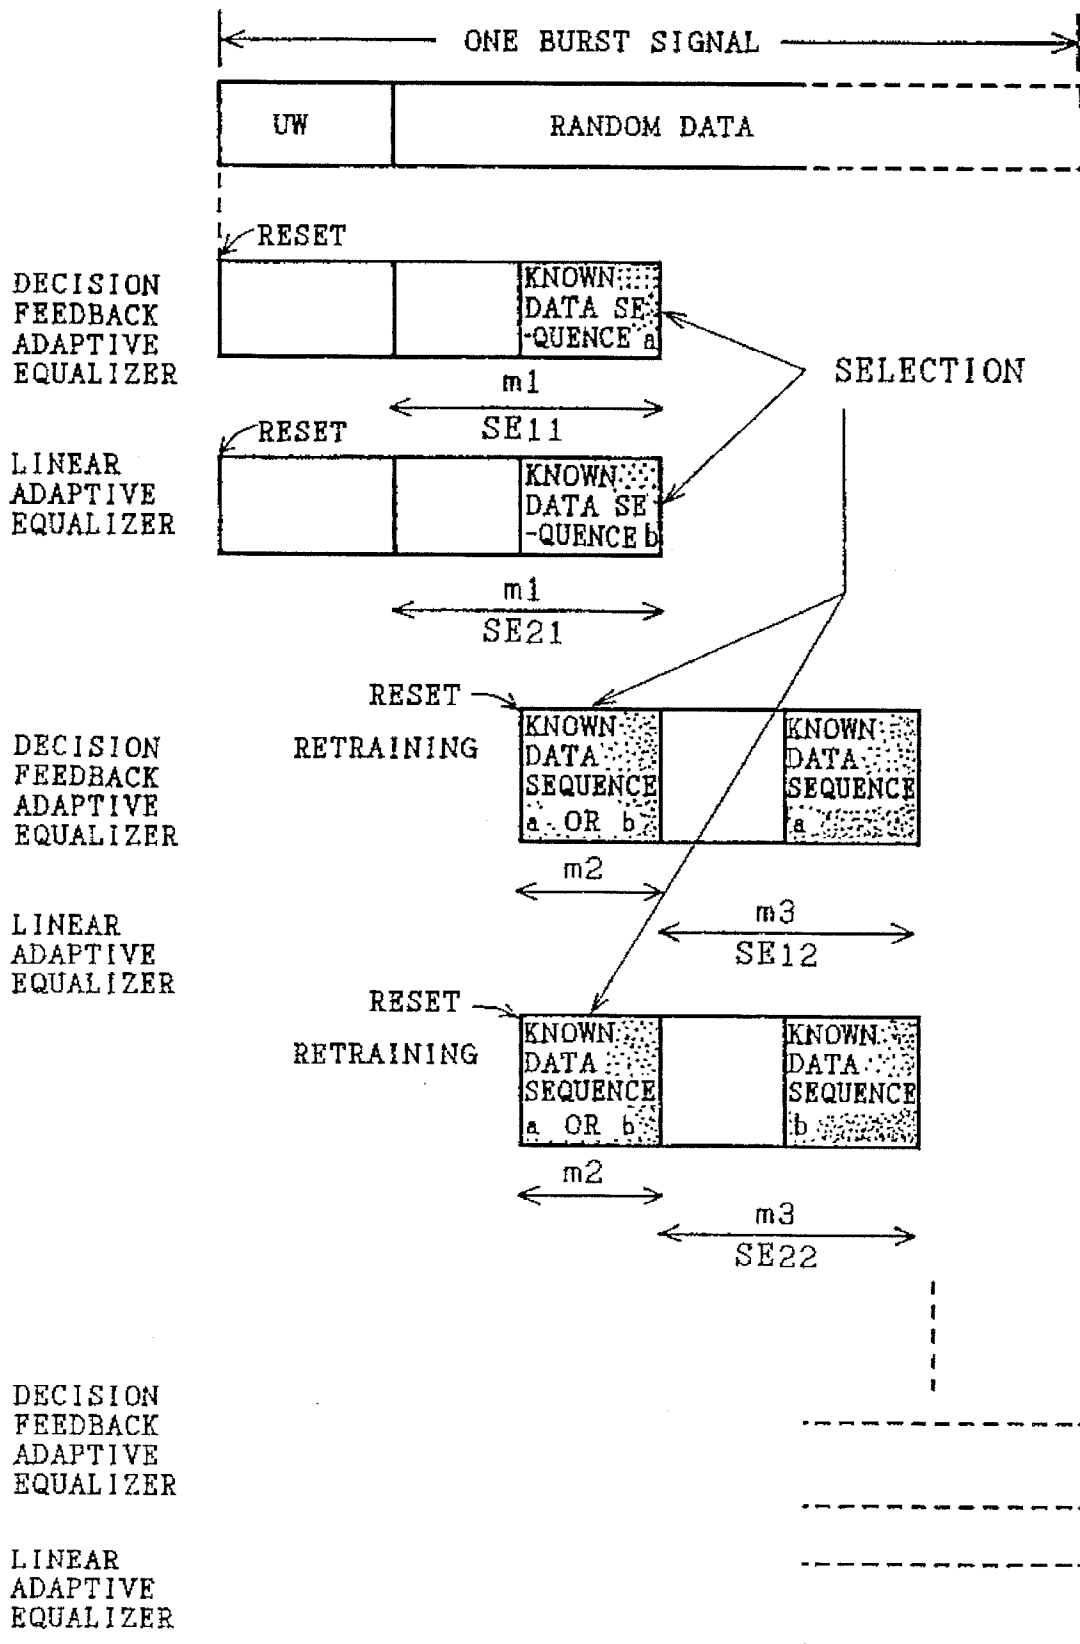 ONE BURST SIGNAL
UW
RANDOM DATA
RESET
DECISION
FEEDBACK
ADAPTIVE
EQUALIZER
KNOWN
DATA SE
-QUENCE a
SELECTION
m1
SE11
RESET
LINEAR
ADAPTIVE
EQUALIZER
KNOWN
DATA SE
-QUENCE b
m1
SE21
RESET
RETRAINING
DECISION
FEEDBACK
ADAPTIVE
EQUALIZER
KNOWN
DATA
SEQUENCE
a OR b
KNOWN
DATA
SEQUENCE
a
m2
m3
SE12
LINEAR
ADAPTIVE
EQUALIZER
RESET
RETRAINING
KNOWN
DATA
SEQUENCE
a OR b
KNOWN
DATA
SEQUENCE
b
m2
m3
SE22
DECISION
FEEDBACK
ADAPTIVE
EQUALIZER
LINEAR
ADAPTIVE
EQUALIZER